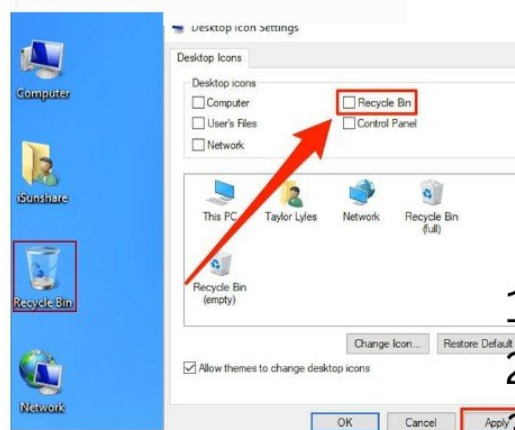 Desktop Icon Settings
Desktop Icons
Desktop icons
Computer
Recycle Bin
User's Files
Control Panel
Network
This PC
Taylor Lyles
Network
Recycle Bin
(full)
Recycle Bin
(empty)
Change Icon...
Restore Default
Allow themes to change desktop icons
OK
Cancel
Apply
Computer
iSunshare
Recycle Bin
Network
1
2